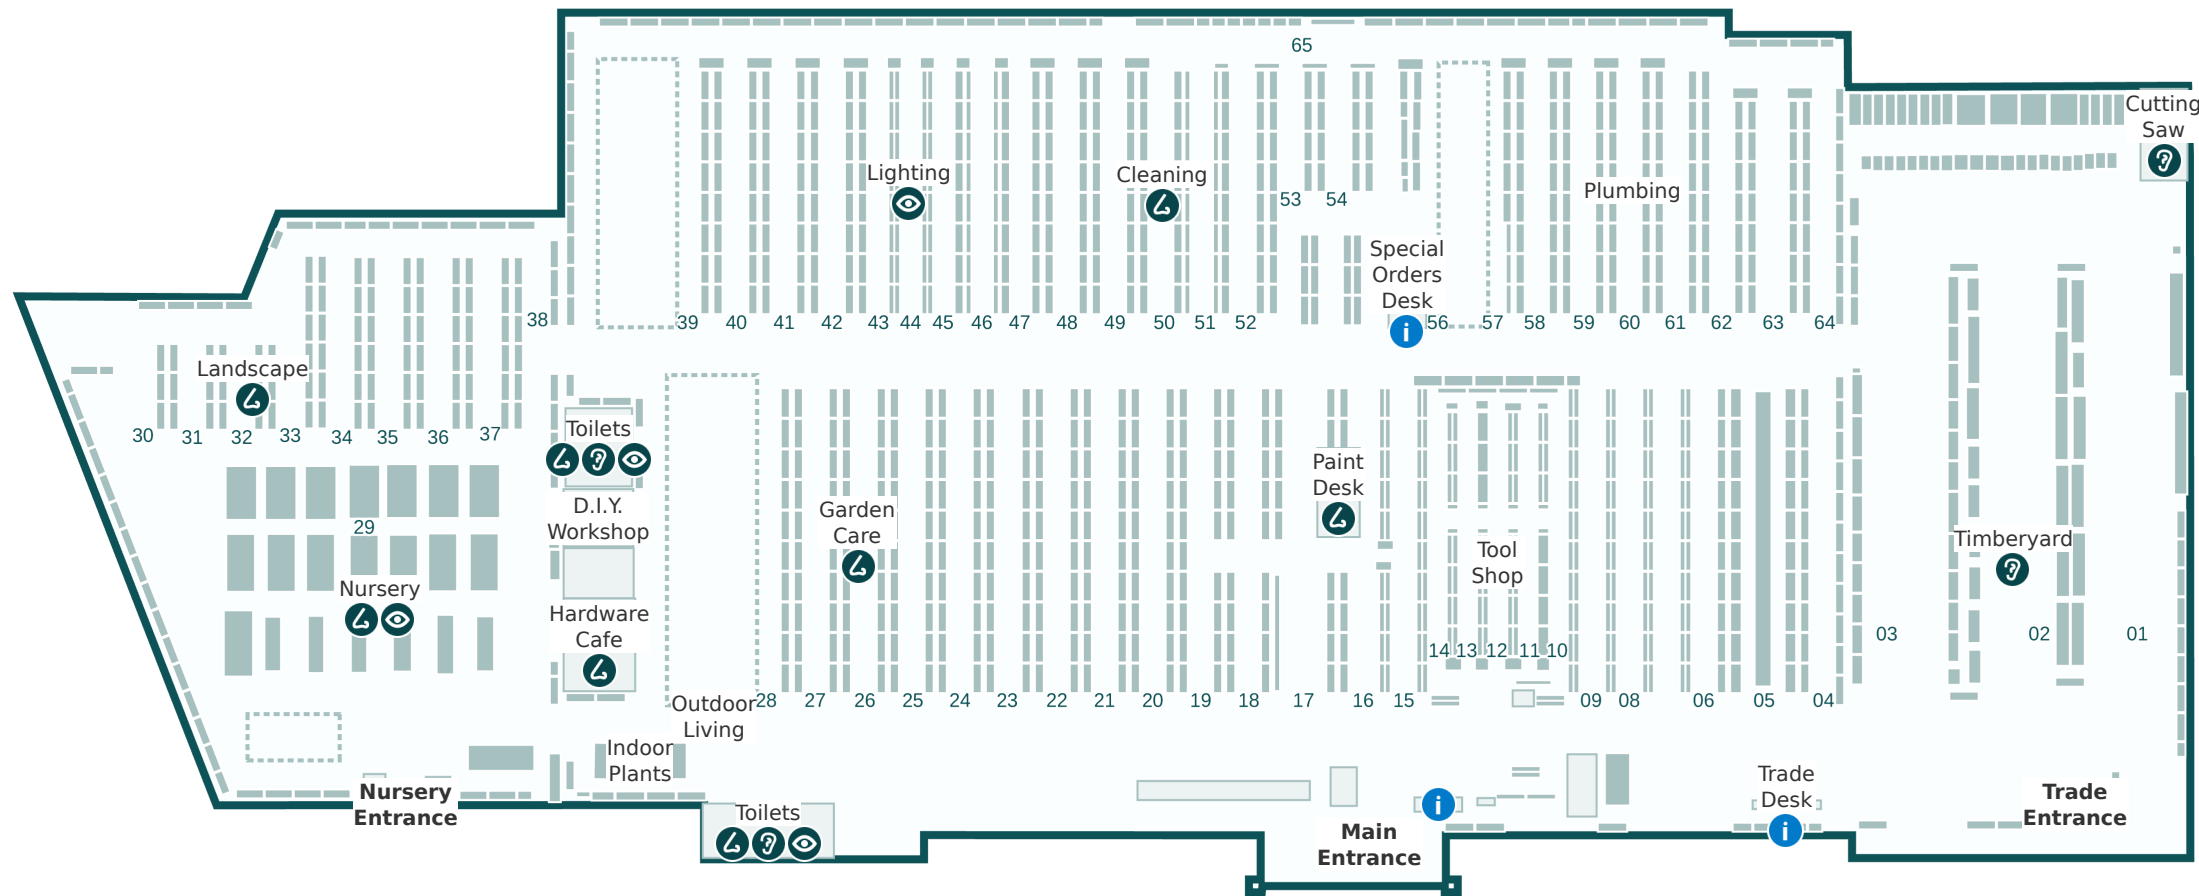 65
Cutting
Saw
Lighting
Cleaning
Plumbing
53 54
Special
Orders
Desk
38 39 40 41 42 43 44 45 46 47 48 49 50 51 52 56 57 58 59 60 61 62 63 64
Landscape
30 31 32 33 34 35 36 37
Toilets
D.I.Y.
Workshop
Paint
Desk
Garden
Care
29
Nursery
Tool
Shop
Timberyard
Hardware
Cafe
03 02 01
14 13 12 11 10
Outdoor
Living
28 27 26 25 24 23 22 21 20 19 18 17 16 15 09 08 06 05 04
Indoor
Plants
Nursery
Entrance
Toilets
Main
Entrance
Trade
Desk
Trade
Entrance